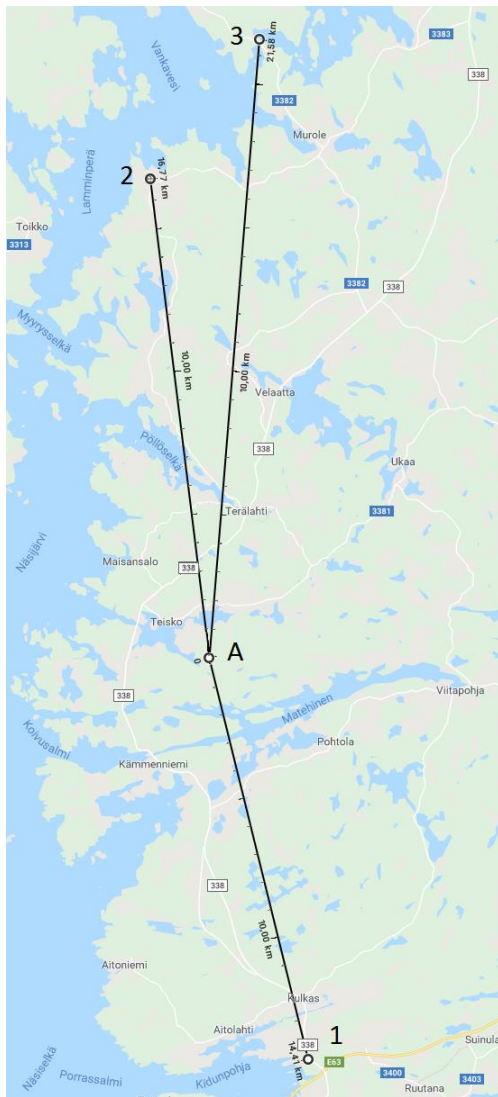 3
21,58 km
3383
Vankavesi
338
3382
Murole
2
16,77 km
Lamminperä
Toikko
3313
3382
338
Myyrysselkä
10,00 km
10,00 km
Velaatta
Pöllöselkä
338
Ukaa
Terälahti
3381
Näsijärvi
Maisansalo
338
Teisko
A
0
338
Matehinen
Viitapohja
Koivusalmi
Pohtola
Kämmenniemi
338
10,00 km
Aitoniemi
Kulkas
Aitolahti
1
338
14,41 km
E63
Suinula
Näsiselkä
Porrassalmi
Kidunpohja
3400
3403
Ruutana